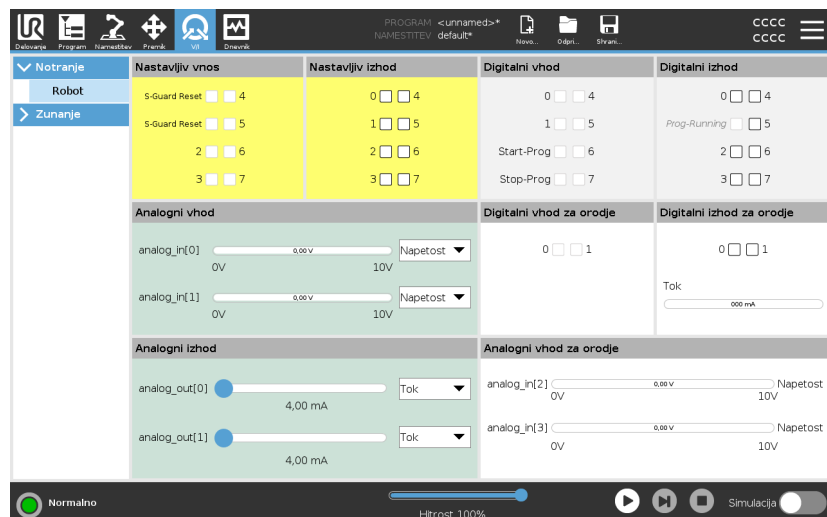 UR
PROGRAM <unnamed>*
NAMESTITEV default*
Delovanje Program Namestitev Premik V/I Dnevnik Novo... Odpri... Shrani...
CCCC
CCCC
Notranje
Robot
Zunanje
Nastavljiv vnos
S-Guard Reset 4
S-Guard Reset 5
2 6
3 7
Nastavljiv izhod
0 4
1 5
2 6
3 7
Digitalni vhod
0 4
1 5
Start-Prog 6
Stop-Prog 7
Digitalni izhod
0 4
Prog-Running 5
2 6
3 7
Analogni vhod
analog_in[0] 0,00 V Napetost
0V 10V
analog_in[1] 0,00 V Napetost
0V 10V
Digitalni vhod za orodje
0 1
Digitalni izhod za orodje
0 1
Tok
000 mA
Analogni izhod
analog_out[0] Tok
4,00 mA
analog_out[1] Tok
4,00 mA
Analogni vhod za orodje
analog_in[2] 0,00 V Napetost
0V 10V
analog_in[3] 0,00 V Napetost
0V 10V
Normalno
Hitrost 100%
Simulacija